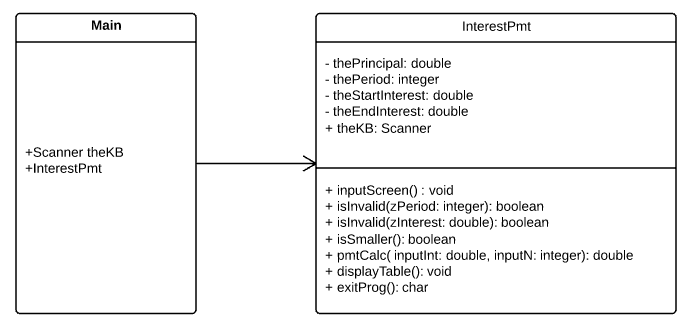 Main
+Scanner theKB
+InterestPmt
InterestPmt
- thePrincipal: double
- thePeriod: integer
- theStartInterest: double
- theEndInterest: double
+ theKB: Scanner
+ inputScreen() : void
+ isInvalid(zPeriod: integer): boolean
+ isInvalid(zInterest: double): boolean
+ isSmaller(): boolean
+ pmtCalc( inputInt: double, inputN: integer): double
+ displayTable(): void
+ exitProg(): char